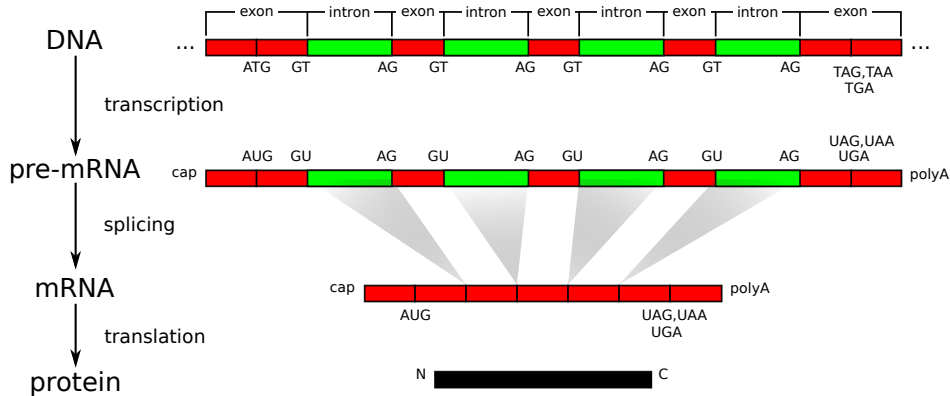 exon intron exon intron exon intron exon intron exon
DNA ... ...
ATG GT AG GT AG GT AG GT AG TAG,TAA
TGA
transcription
AUG GU AG GU AG GU AG GU AG UAG,UAA
UGA
pre-mRNA cap polyA
splicing
mRNA cap polyA
AUG UAG,UAA
UGA
translation
protein N C